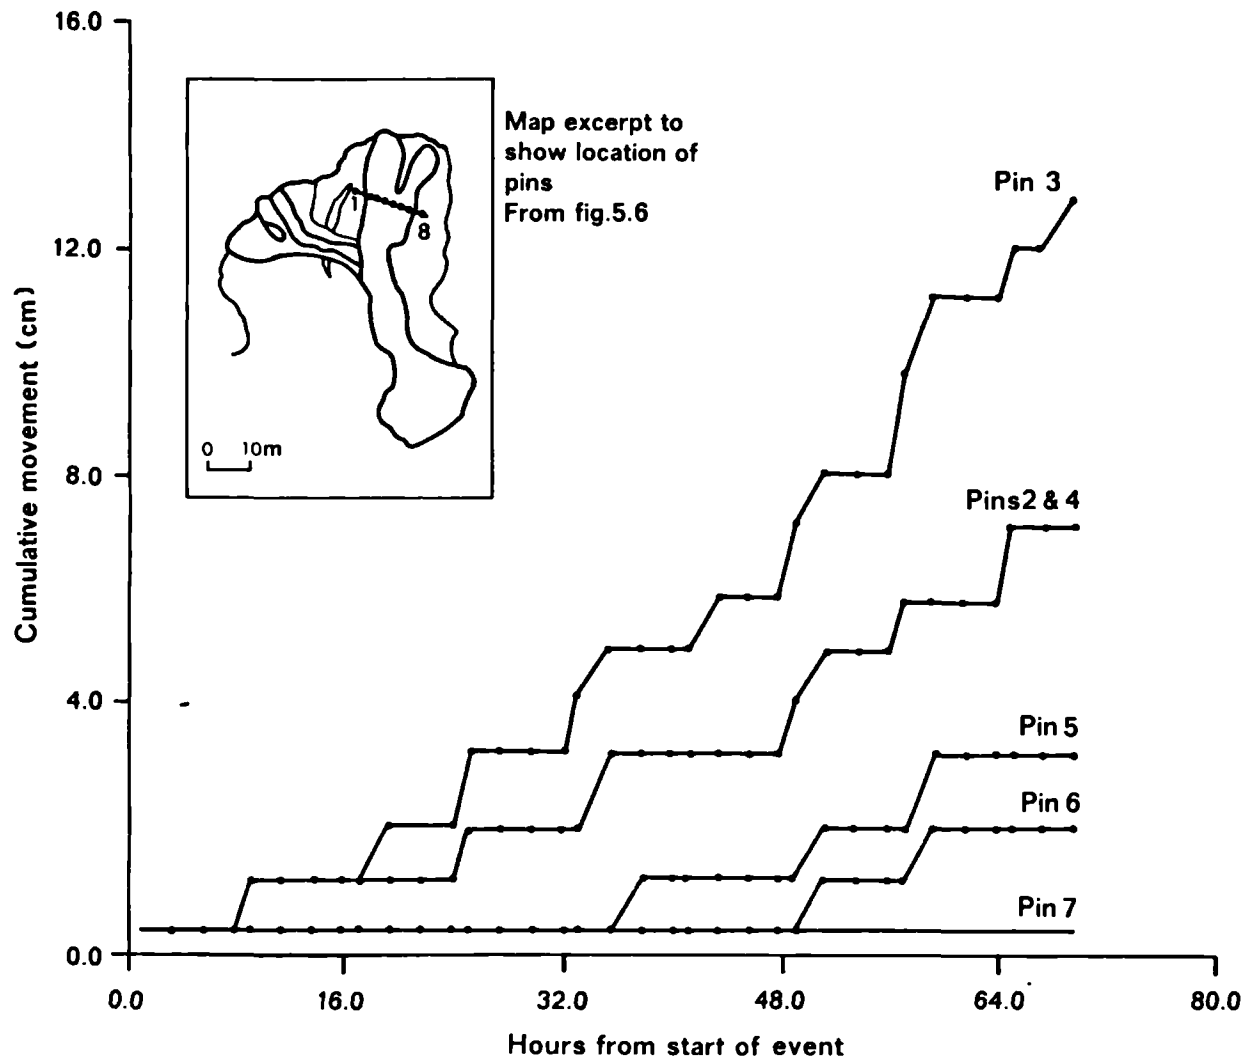 16.0
12.0
8.0
4.0
0.0
Cumulative movement (cm)
Map excerpt to
show location of
pins
From fig.5.6
1
8
0 10m
Pin 3
Pins 2 & 4
Pin 5
Pin 6
Pin 7
0.0 16.0 32.0 48.0 64.0 80.0
Hours from start of event